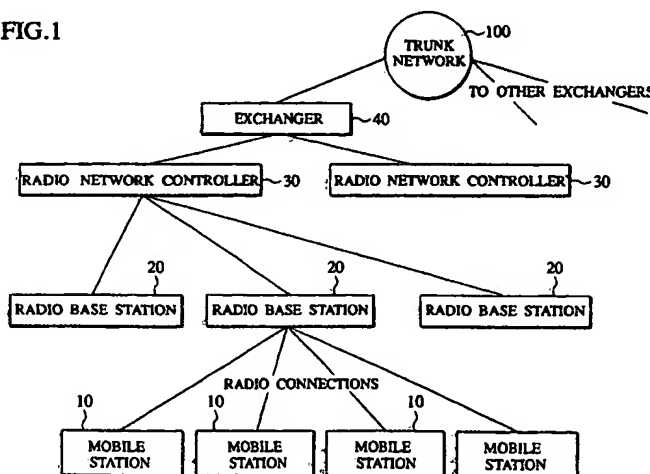 FIG.1
100
TRUNK
NETWORK
TO OTHER EXCHANGERS
EXCHANGER 40
RADIO NETWORK CONTROLLER 30 RADIO NETWORK CONTROLLER 30
20 20 20
RADIO BASE STATION RADIO BASE STATION RADIO BASE STATION
RADIO CONNECTIONS
10 10 10
MOBILE MOBILE MOBILE MOBILE
STATION STATION STATION STATION